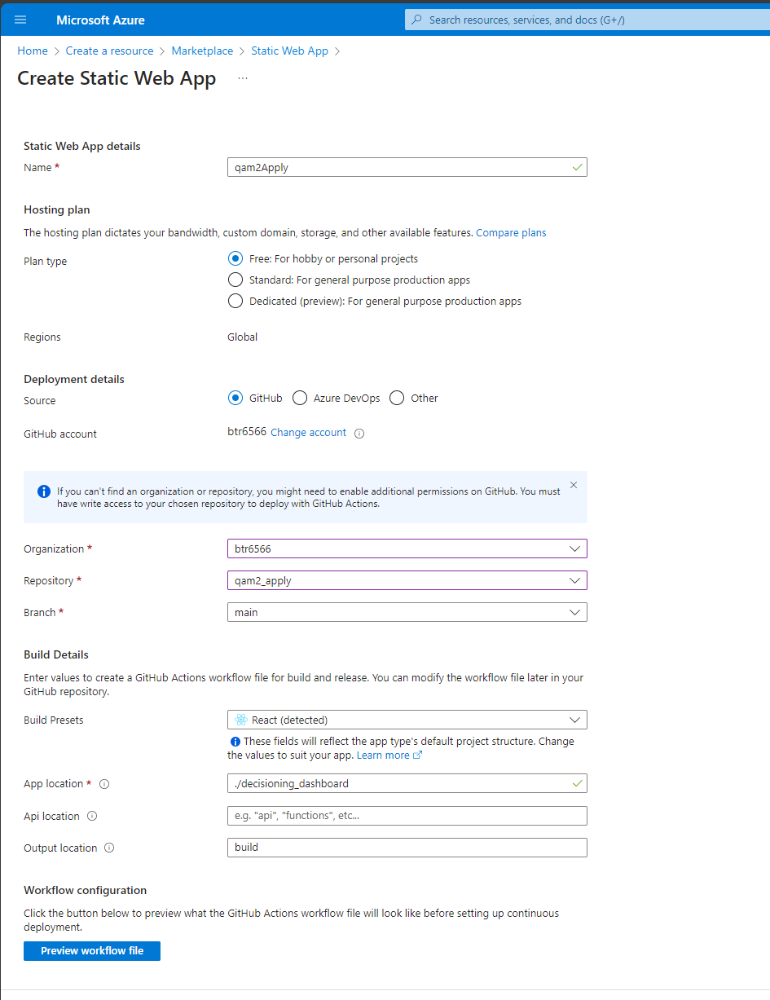 Microsoft Azure
Search resources, services, and docs (G+/)
Home > Create a resource > Marketplace > Static Web App >
Create Static Web App ...
Static Web App details
Name * qam2Apply
Hosting plan
The hosting plan dictates your bandwidth, custom domain, storage, and other available features. Compare plans
Plan type
Free: For hobby or personal projects
Standard: For general purpose production apps
Dedicated (preview): For general purpose production apps
Regions Global
Deployment details
Source GitHub Azure DevOps Other
GitHub account btr6566 Change account
If you can't find an organization or repository, you might need to enable additional permissions on GitHub. You must
have write access to your chosen repository to deploy with GitHub Actions.
Organization * btr6566
Repository * qam2_apply
Branch * main
Build Details
Enter values to create a GitHub Actions workflow file for build and release. You can modify the workflow file later in your
GitHub repository.
Build Presets React (detected)
These fields will reflect the app type's default project structure. Change
the values to suit your app. Learn more
App location * ./decisioning_dashboard
Api location e.g. "api", "functions", etc...
Output location build
Workflow configuration
Click the button below to preview what the GitHub Actions workflow file will look like before setting up continuous
deployment.
Preview workflow file